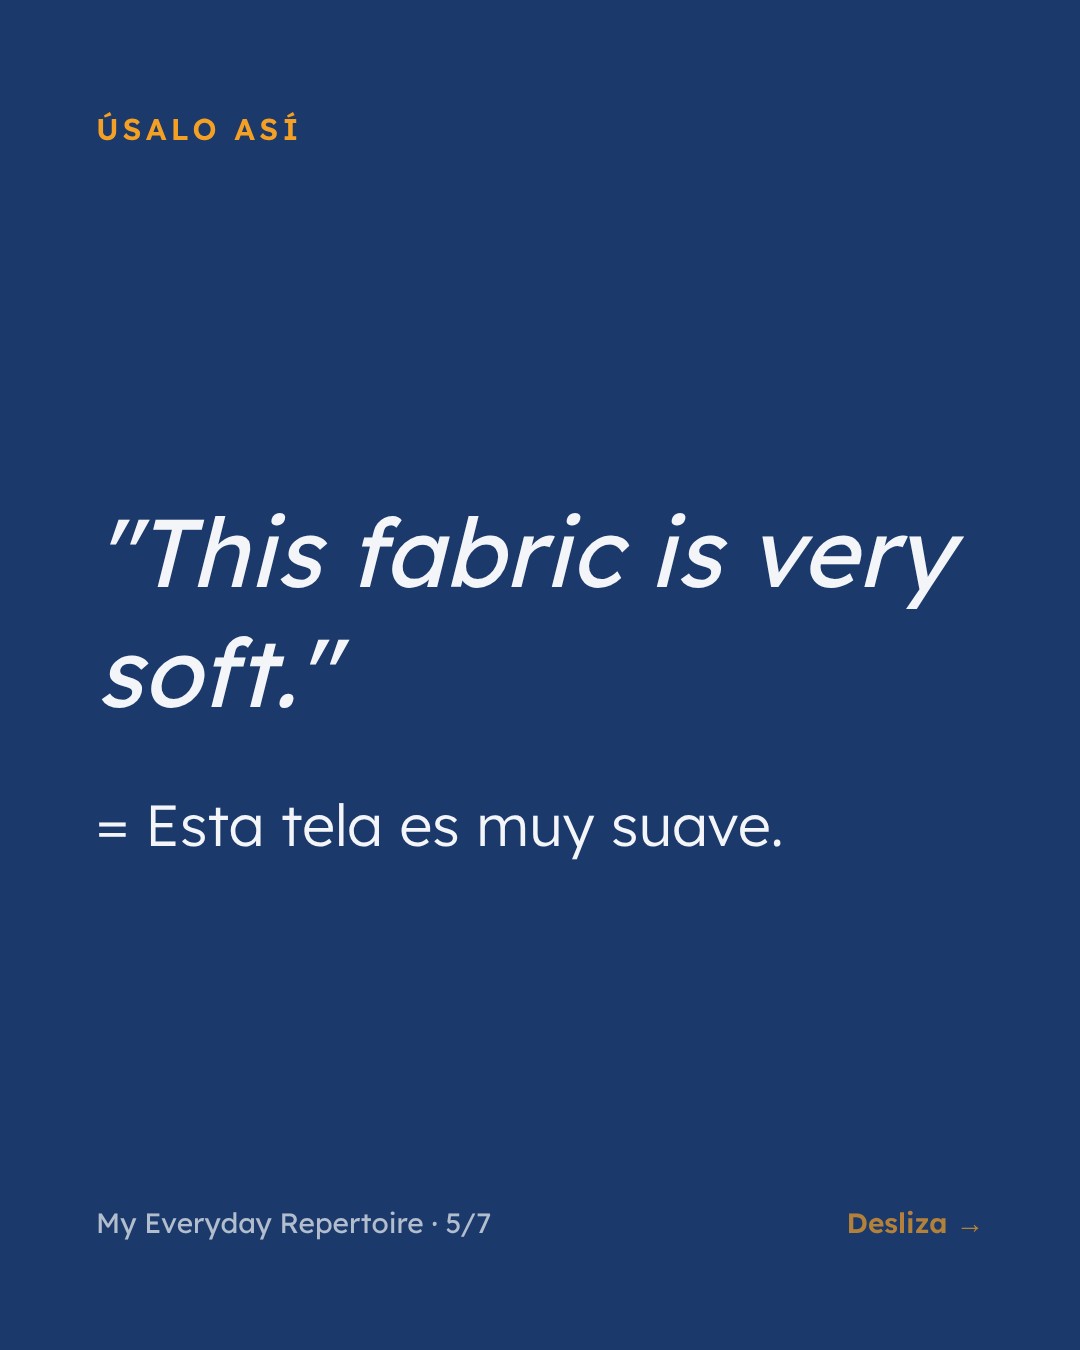 ÚSALO ASÍ
"This fabric is very
soft."
= Esta tela es muy suave.
My Everyday Repertoire · 5/7
Desliza →